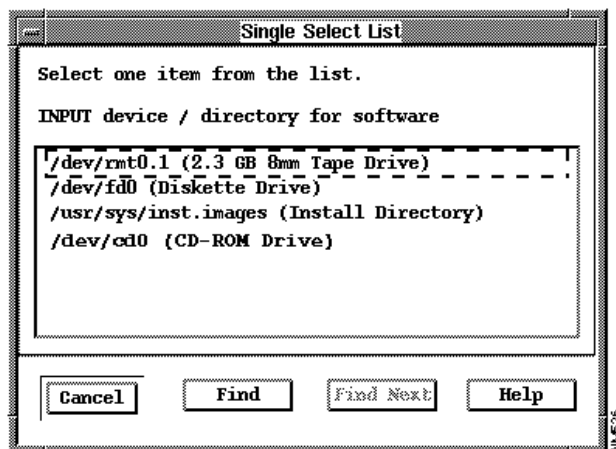 Single Select List
Select one item from the list.
INPUT device / directory for software
/dev/rmt0.1 (2.3 GB 8mm Tape Drive)
/dev/fd0 (Diskette Drive)
/usr/sys/inst.images (Install Directory)
/dev/cd0 (CD-ROM Drive)
Cancel
Find
Find Next
Help